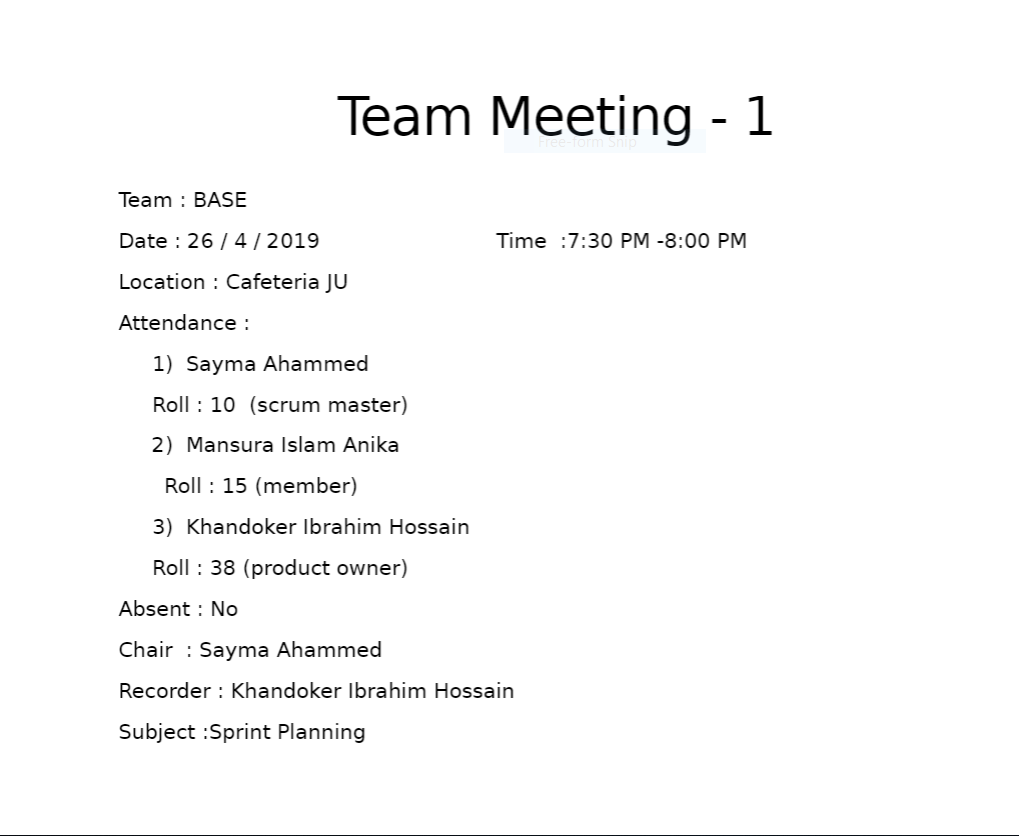 Team Meeting - 1
Free-form Snip
Team : BASE
Date : 26 / 4 / 2019 Time :7:30 PM -8:00 PM
Location : Cafeteria JU
Attendance :
1) Sayma Ahammed
Roll : 10 (scrum master)
2) Mansura Islam Anika
Roll : 15 (member)
3) Khandoker Ibrahim Hossain
Roll : 38 (product owner)
Absent : No
Chair : Sayma Ahammed
Recorder : Khandoker Ibrahim Hossain
Subject :Sprint Planning